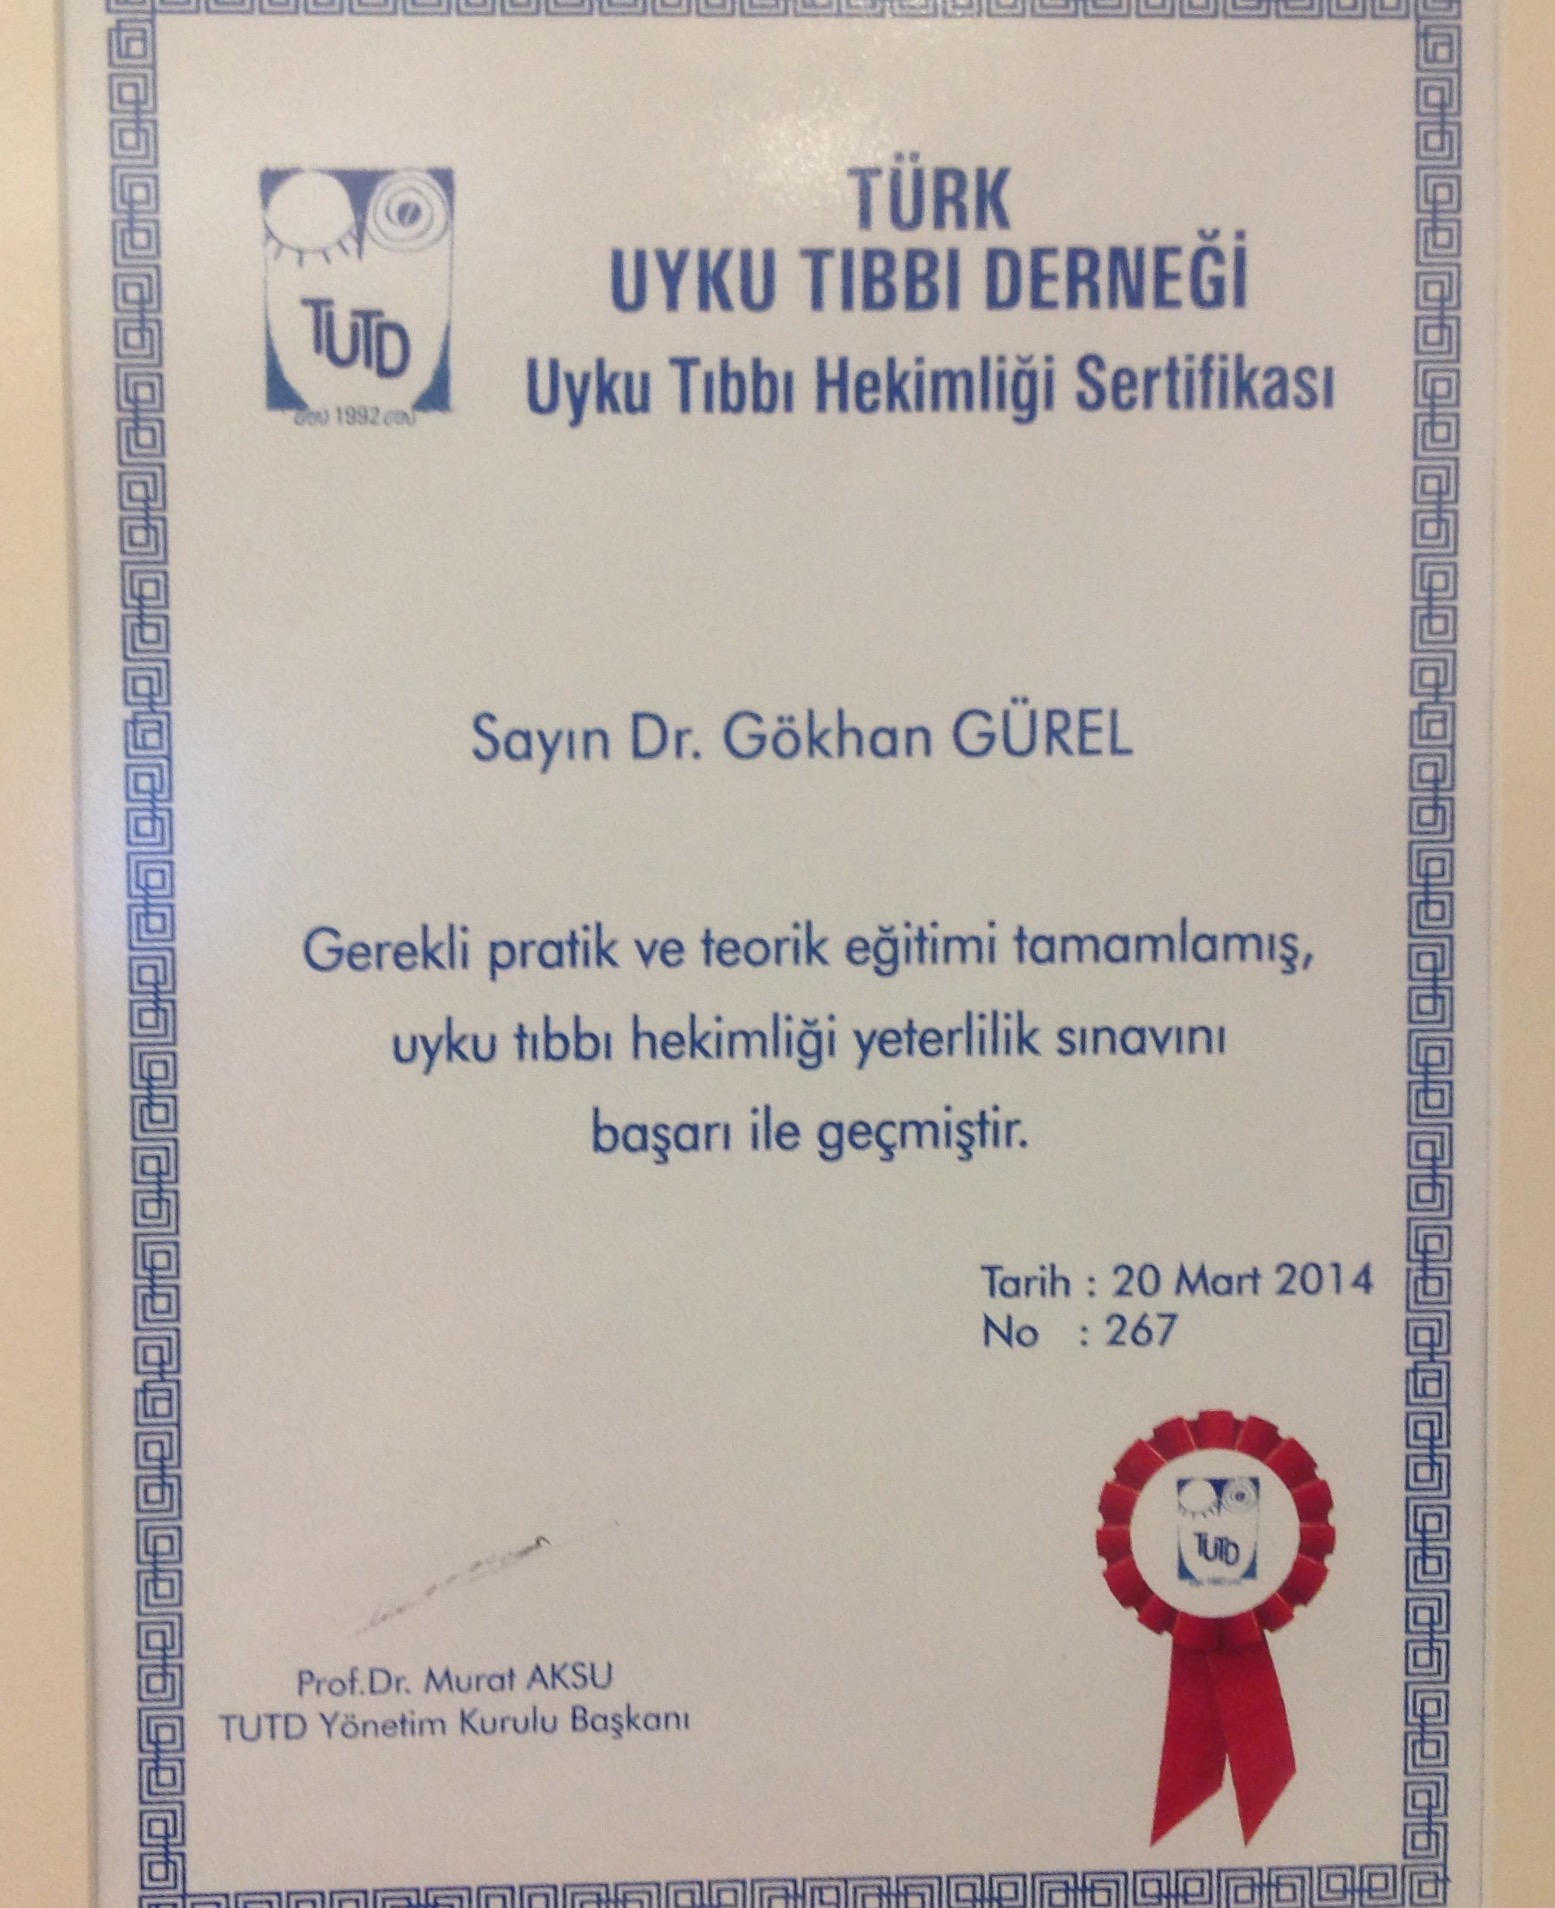 TÜRK
UYKU TIBBI DERNEĞİ
Uyku Tıbbı Hekimliği Sertifikası
TUTD
1992
Sayın Dr. Gökhan GÜREL
Gerekli pratik ve teorik eğitimi tamamlamış,
uyku tıbbı hekimliği yeterlilik sınavını
başarı ile geçmiştir.
Tarih : 20 Mart 2014
No : 267
TUTD
Prof.Dr. Murat AKSU
TUTD Yönetim Kurulu Başkanı